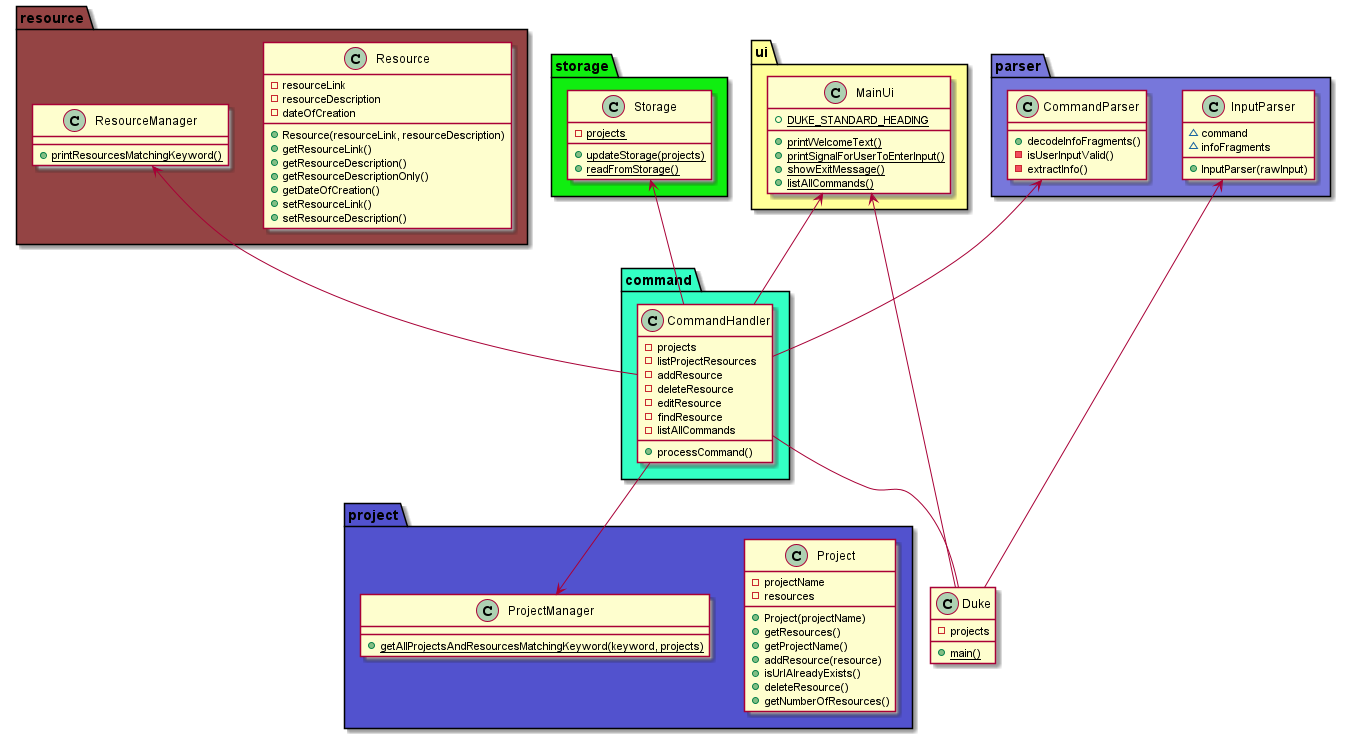 resource
C ResourceManager
printResourcesMatchingKeyword()
C Resource
resourceLink
resourceDescription
dateOfCreation
Resource(resourceLink, resourceDescription)
getResourceLink()
getResourceDescription()
getResourceDescriptionOnly()
getDateOfCreation()
setResourceLink()
setResourceDescription()
storage
C Storage
projects
updateStorage(projects)
readFromStorage()
ui
C MainUi
DUKE_STANDARD_HEADING
printWelcomeText()
printSignalForUserToEnterInput()
showExitMessage()
listAllCommands()
parser
C CommandParser
decodeInfoFragments()
isUserInputValid()
extractInfo()
C InputParser
command
infoFragments
InputParser(rawInput)
command
C CommandHandler
projects
listProjectResources
addResource
deleteResource
editResource
findResource
listAllCommands
processCommand()
project
C ProjectManager
getAllProjectsAndResourcesMatchingKeyword(keyword, projects)
C Project
projectName
resources
Project(projectName)
getResources()
getProjectName()
addResource(resource)
isUrlAlreadyExists()
deleteResource()
getNumberOfResources()
C Duke
projects
main()